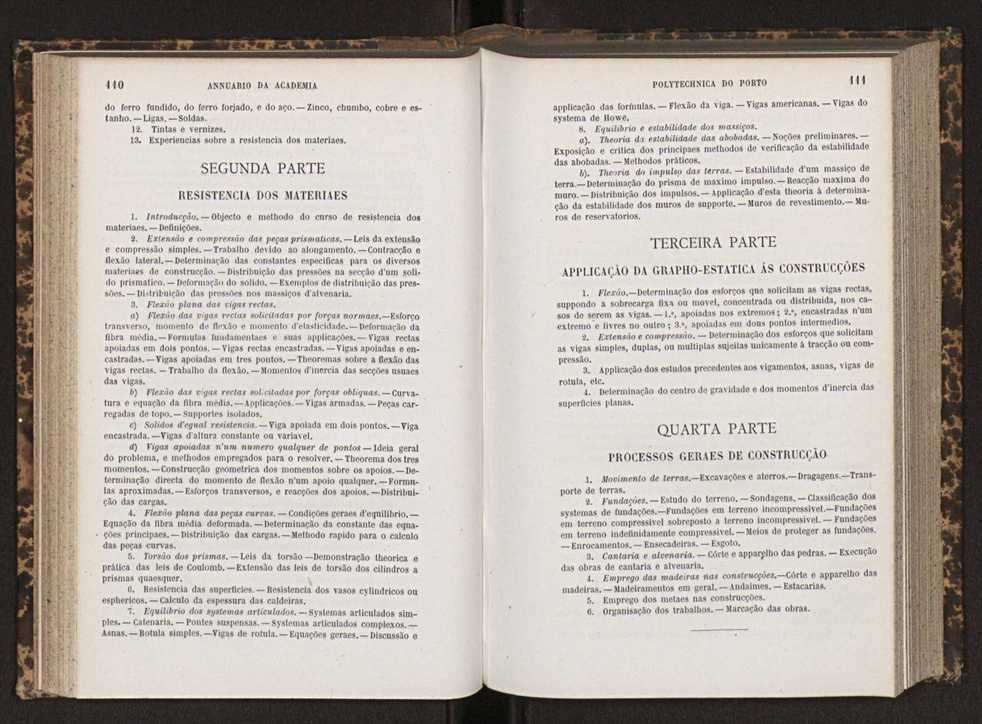 110 ANNUARIO DA ACADEMIA
do ferro fundido, do ferro forjado, e do aço. — Zinco, chumbo, cobre e es-
tanho. — Ligas. — Soldas.
12. Tintas e vernizes.
13. Experiencias sobre a resistencia dos materiaes.
SEGUNDA PARTE
RESISTENCIA DOS MATERIAES
1. Introducção. — Objecto e methodo do curso de resistencia dos
materiaes. — Definições.
2. Extensão e compressão das peças prismaticas. — Leis da extensão
e compressão simples. — Trabalho devido ao alongamento. — Contracção e
flexão lateral. — Determinação das constantes especificas para os diversos
materiaes de construcção. — Distribuição das pressões na secção d'um soli-
do prismatico. — Deformação do solido. — Exemplos de distribuição das pres-
sões. — Distribuição das pressões nos massiços d'alvenaria.
3. Flexão plana das vigas rectas.
a) Flexão das vigas rectas solicitadas por forças normaes. — Esforço
transverso, momento de flexão e momento d'elasticidade. — Deformação da
fibra média. — Formulas fundamentaes e suas applicações. — Vigas rectas
apoiadas em dois pontos. — Vigas rectas encastradas. — Vigas apoiadas e en-
castradas. — Vigas apoiadas em tres pontos. — Theoremas sobre a flexão das
vigas rectas. — Trabalho da flexão. — Momentos d'inercia das secções usuaes
das vigas.
b) Flexão das vigas rectas solicitadas por forças obliquas. — Curva-
tura e equação da fibra média. — Applicações. — Vigas armadas. — Peças car-
regadas de topo. — Supportes isolados.
c) Solidos d'egual resistencia. — Viga apoiada em dois pontos. — Viga
encastrada. — Vigas d'altura constante ou variavel.
d) Vigas apoiadas n'um numero qualquer de pontos — Ideia geral
do problema, e methodos empregados para o resolver. — Theorema dos tres
momentos. — Construcção geometrica dos momentos sobre os apoios. — De-
terminação directa do momento de flexão n'um apoio qualquer. — Formu-
las aproximadas. — Esforços transversos, e reacções dos apoios. — Distribui-
ção das cargas.
4. Flexão plana das peças curvas. — Condições geraes d'equilibrio. —
Equação da fibra média deformada. — Determinação da constante das equa-
ções principaes. — Distribuição das cargas. — Methodo rapido para o calculo
das peças curvas.
5. Torsão dos prismas. — Leis da torsão — Demonstração theorica e
prática das leis de Coulomb. — Extensão das leis de torsão dos cilindros a
prismas quaesquer.
6. Resistencia das superficies. — Resistencia dos vasos cylindricos ou
esphericos. — Calculo da espessura das caldeiras.
7. Equilibrio dos systemas articulados. — Systemas articulados sim-
ples. — Catenaria. — Pontes suspensas. — Systemas articulados complexos. —
Asnas. — Rotula simples. — Vigas de rotula. — Equações geraes. — Discussão e
POLYTECHNICA DO PORTO 111
applicação das formulas. — Flexão da viga. — Vigas americanas. — Vigas do
systema de Howe.
8. Equilibrio e estabilidade dos massiços.
a). Theoria da estabilidade das abobadas. — Noções preliminares. —
Exposição e critica dos principaes methodos de verificação da estabilidade
das abobadas. — Methodos práticos.
b). Theoria do impulso das terras. — Estabilidade d'um massiço de
terra. — Determinação do prisma de maximo impulso. — Reacção maxima do
muro. — Distribuição dos impulsos. — Applicação d'esta theoria á determina-
ção da estabilidade dos muros de supporte. — Muros de revestimento. — Mu-
ros de reservatorios.
TERCEIRA PARTE
APPLICAÇÃO DA GRAPHO-ESTATICA ÁS CONSTRUCÇÕES
1. Flexão. — Determinação dos esforços que solicitam as vigas rectas,
suppondo a sobrecarga fixa ou movel, concentrada ou distribuida, nos ca-
sos de serem as vigas. — 1.º, apoiadas nos extremos; 2.º, encastradas n'um
extremo e livres no outro; 3.º, apoiadas em dous pontos intermedios.
2. Extensão e compressão. — Determinação dos esforços que solicitam
as vigas simples, duplas, ou multiplas sujeitas unicamente á tracção ou com-
pressão.
3. Applicação dos estudos precedentes aos vigamentos, asnas, vigas de
rotula, etc.
4. Determinação do centro de gravidade e dos momentos d'inercia das
superficies planas.
QUARTA PARTE
PROCESSOS GERAES DE CONSTRUCÇÃO
1. Movimento de terras. — Excavações e aterros. — Dragagens. — Trans-
porte de terras.
2. Fundações. — Estudo do terreno. — Sondagens. — Classificação dos
systemas de fundações. — Fundações em terreno incompressivel. — Fundações
em terreno compressivel sobreposto a terreno incompressivel. — Fundações
em terreno indefinidamente compressivel. — Meios de proteger as fundações.
— Enrocamentos. — Ensecadeiras. — Esgoto.
3. Cantaria e alvenaria. — Córte e apparelho das pedras. — Execução
das obras de cantaria e alvenaria.
4. Emprego das madeiras nas construcções. — Córte e apparelho das
madeiras. — Madeiramentos em geral. — Andaimes. — Estacarias.
5. Emprego dos metaes nas construcções.
6. Organisação dos trabalhos. — Marcação das obras.